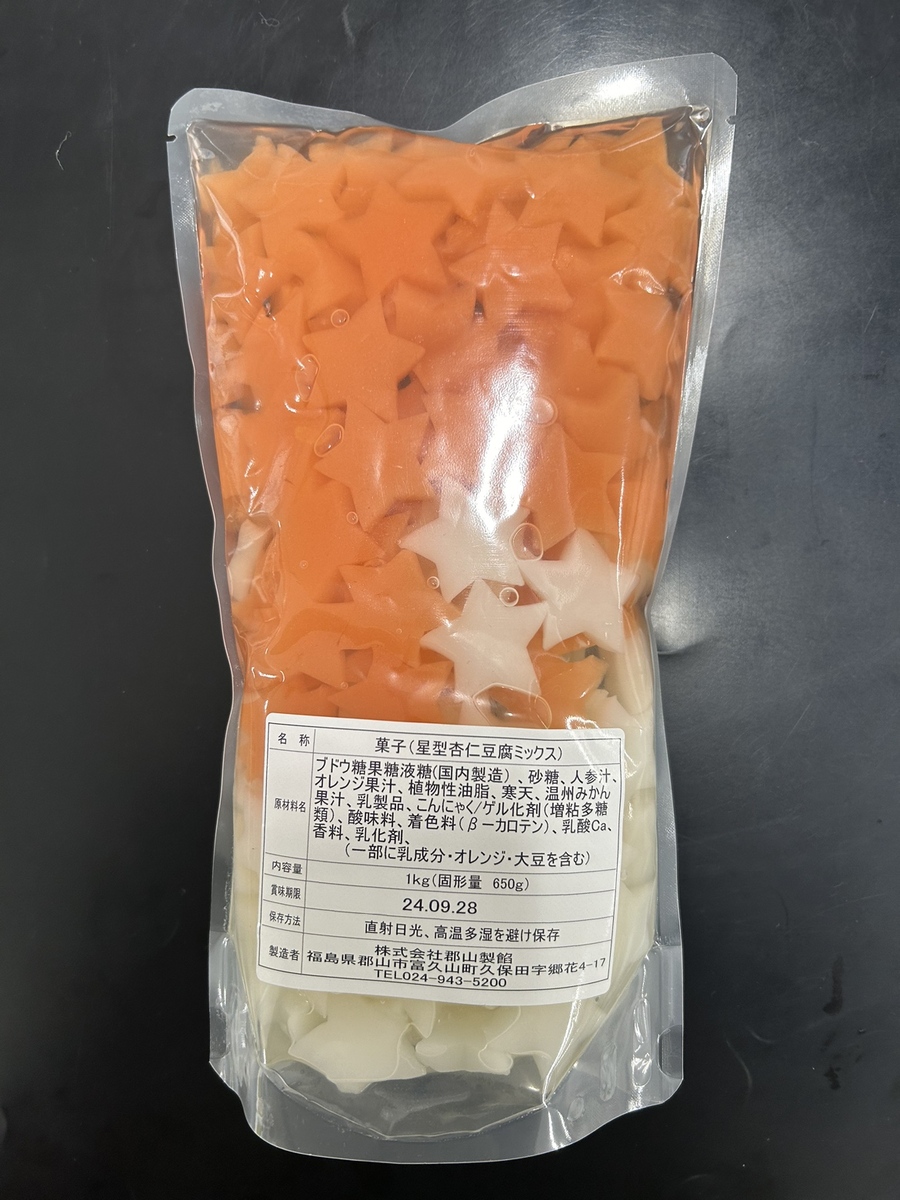 名 称 菓子(星型杏仁豆腐ミックス)
原材料名 ブドウ糖果糖液糖(国内製造)、砂糖、人参汁、
オレンジ果汁、植物性油脂、寒天、温州みかん
果汁、乳製品、こんにゃく/ゲル化剤(増粘多糖
類)、酸味料、着色料(β-カロテン)、乳酸Ca、
香料、乳化剤、
(一部に乳成分・オレンジ・大豆を含む)
内容量 1kg(固形量 650g)
賞味期限 24.09.28
保存方法 直射日光、高温多湿を避け保存
製造者 株式会社郡山製餡
福島県郡山市富久山町久保田字郷花4-17
TEL024-943-5200